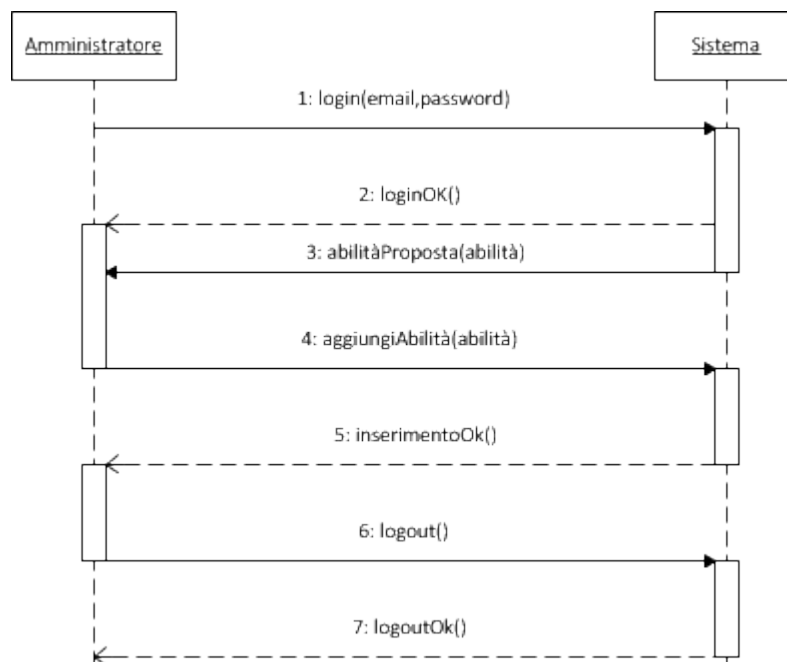 Amministratore
Sistema
1: login(email,password)
2: loginOK()
3: abilitàProposta(abilità)
4: aggiungiAbilità(abilità)
5: inserimentoOk()
6: logout()
7: logoutOk()